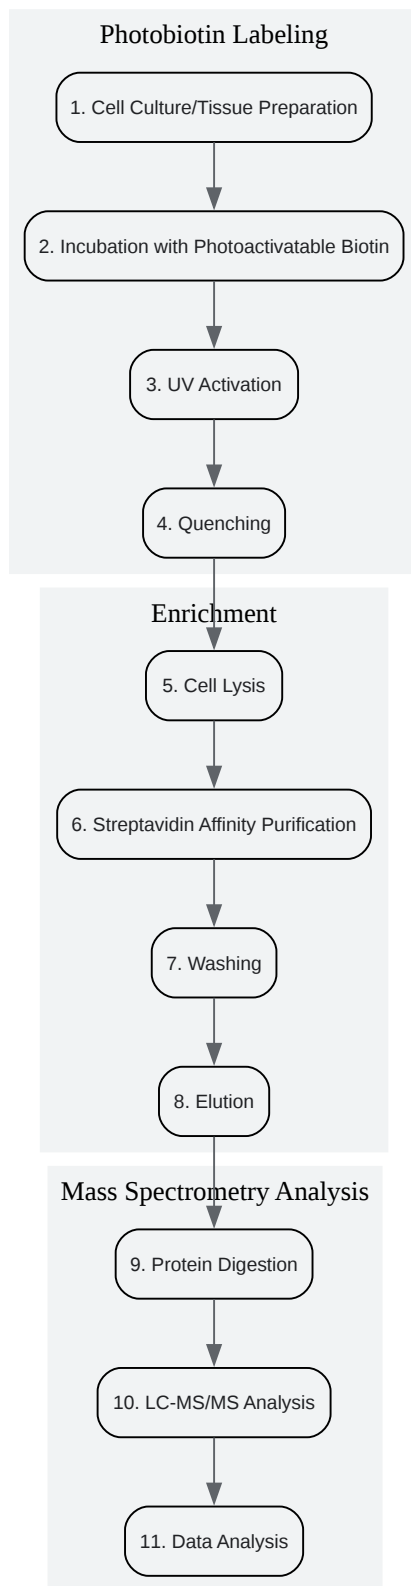 Photobiotin Labeling
1. Cell Culture/Tissue Preparation
2. Incubation with Photoactivatable Biotin
3. UV Activation
4. Quenching
Enrichment
5. Cell Lysis
6. Streptavidin Affinity Purification
7. Washing
8. Elution
Mass Spectrometry Analysis
9. Protein Digestion
10. LC-MS/MS Analysis
11. Data Analysis